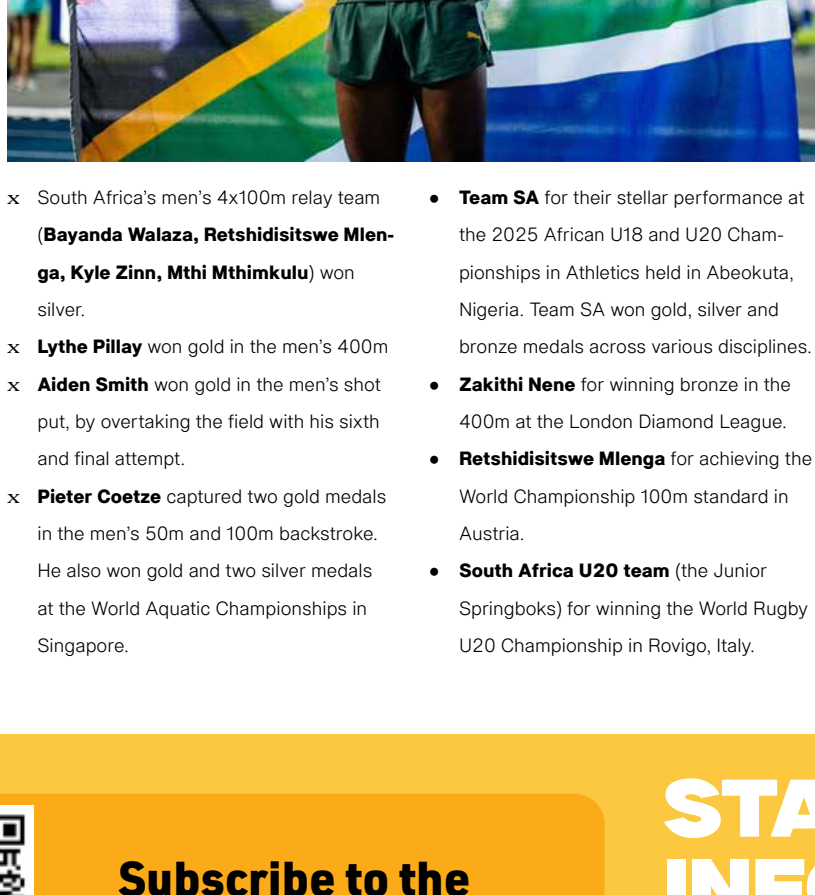 x South Africa's men's 4x100m relay team
(Bayanda Walaza, Retshidisitswe Mlen-
ga, Kyle Zinn, Mthi Mthimkulu) won
silver.
x Lythe Pillay won gold in the men's 400m
x Aiden Smith won gold in the men's shot
put, by overtaking the field with his sixth
and final attempt.
x Pieter Coetze captured two gold medals
in the men's 50m and 100m backstroke.
He also won gold and two silver medals
at the World Aquatic Championships in
Singapore.
● Team SA for their stellar performance at
the 2025 African U18 and U20 Cham-
pionships in Athletics held in Abeokuta,
Nigeria. Team SA won gold, silver and
bronze medals across various disciplines.
● Zakithi Nene for winning bronze in the
400m at the London Diamond League.
● Retshidisitswe Mlenga for achieving the
World Championship 100m standard in
Austria.
● South Africa U20 team (the Junior
Springboks) for winning the World Rugby
U20 Championship in Rovigo, Italy.
Subscribe to the